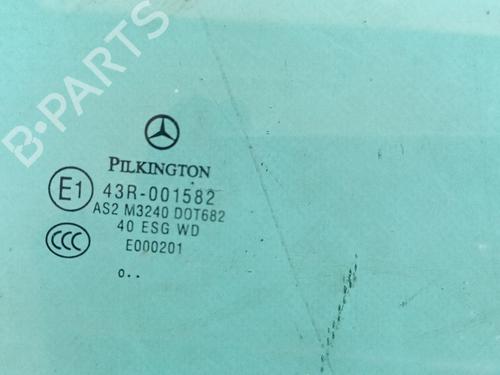 B-PARTS
PILKINGTON
E1 43R-001582
AS2 M3240 DOT682
40 ESG WD
CCC E000201
o..